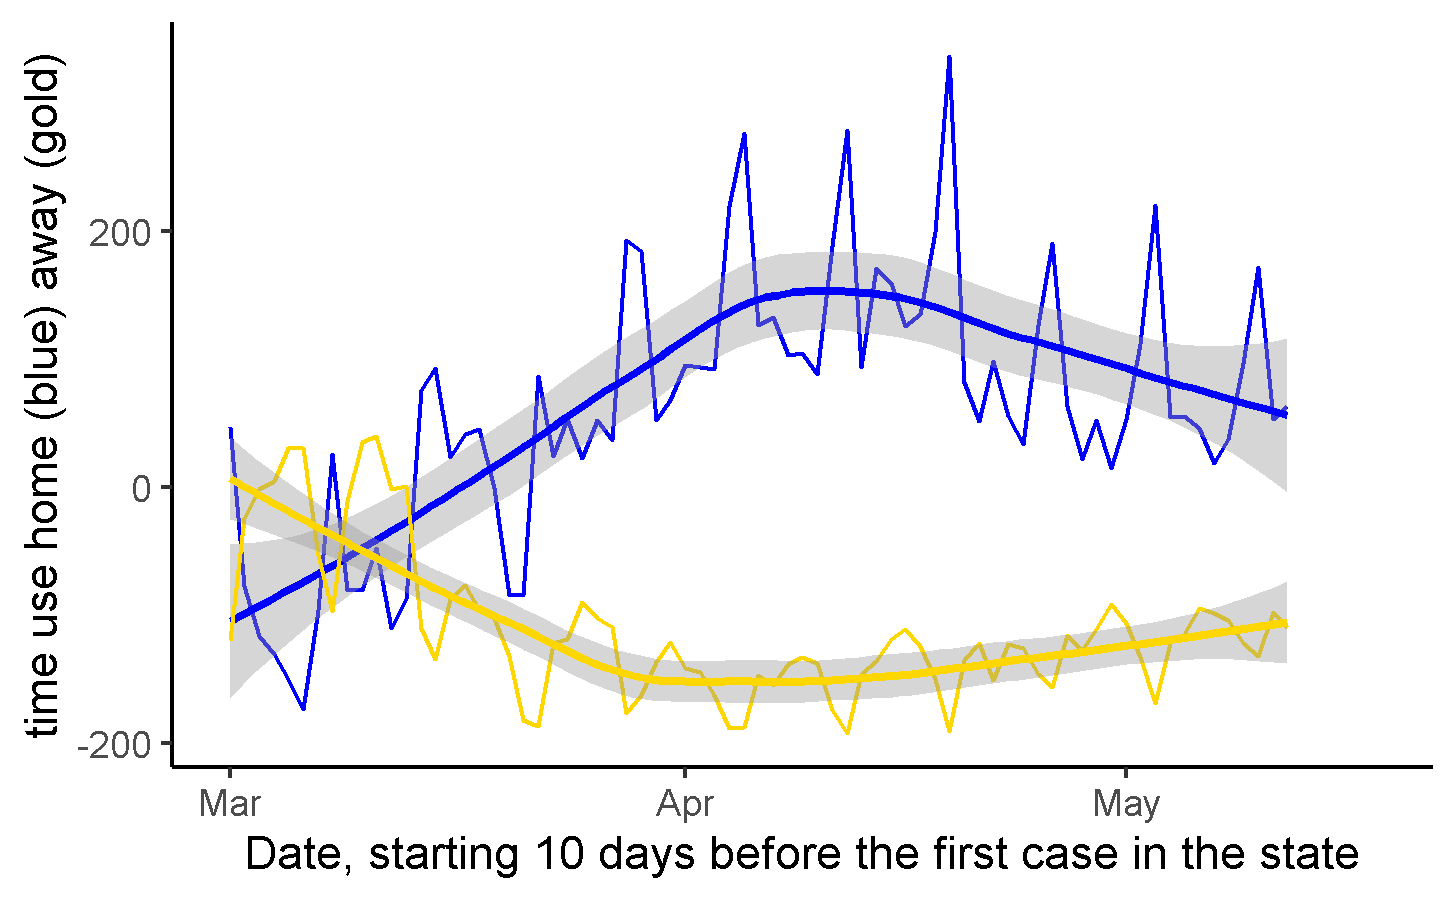 time use home (blue) away (gold)
200
0
-200
Mar Apr May
Date, starting 10 days before the first case in the state